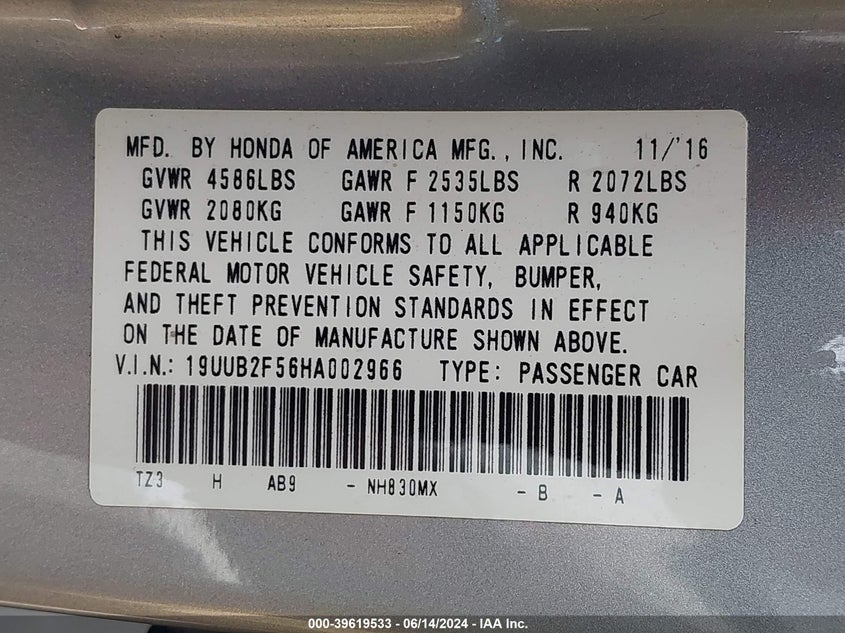 MFD. BY HONDA OF AMERICA MFG., INC. 11/'16
GVWR 4586LBS GAWR F 2535LBS R 2072LBS
GVWR 2080KG GAWR F 1150KG R 940KG
THIS VEHICLE CONFORMS TO ALL APPLICABLE
FEDERAL MOTOR VEHICLE SAFETY, BUMPER,
AND THEFT PREVENTION STANDARDS IN EFFECT
ON THE DATE OF MANUFACTURE SHOWN ABOVE.
V.I.N.: 19UUB2F56HA002966 TYPE: PASSENGER CAR
TZ3 H AB9 - NH830MX - B - A
000-39619533 - 06/14/2024 - IAA Inc.